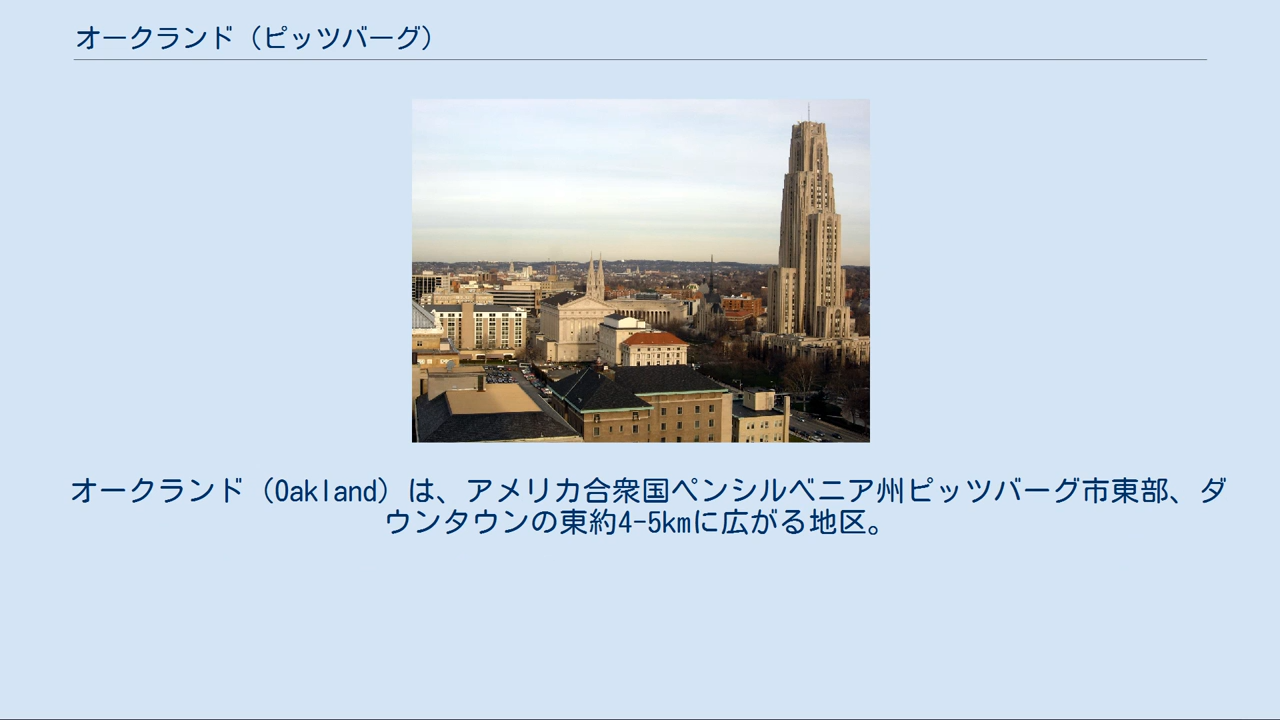 オークランド（ピッツバーグ）
オークランド（Oakland）は、アメリカ合衆国ペンシルベニア州ピッツバーグ市東部、ダ
ウンタウンの東約4-5kmに広がる地区。